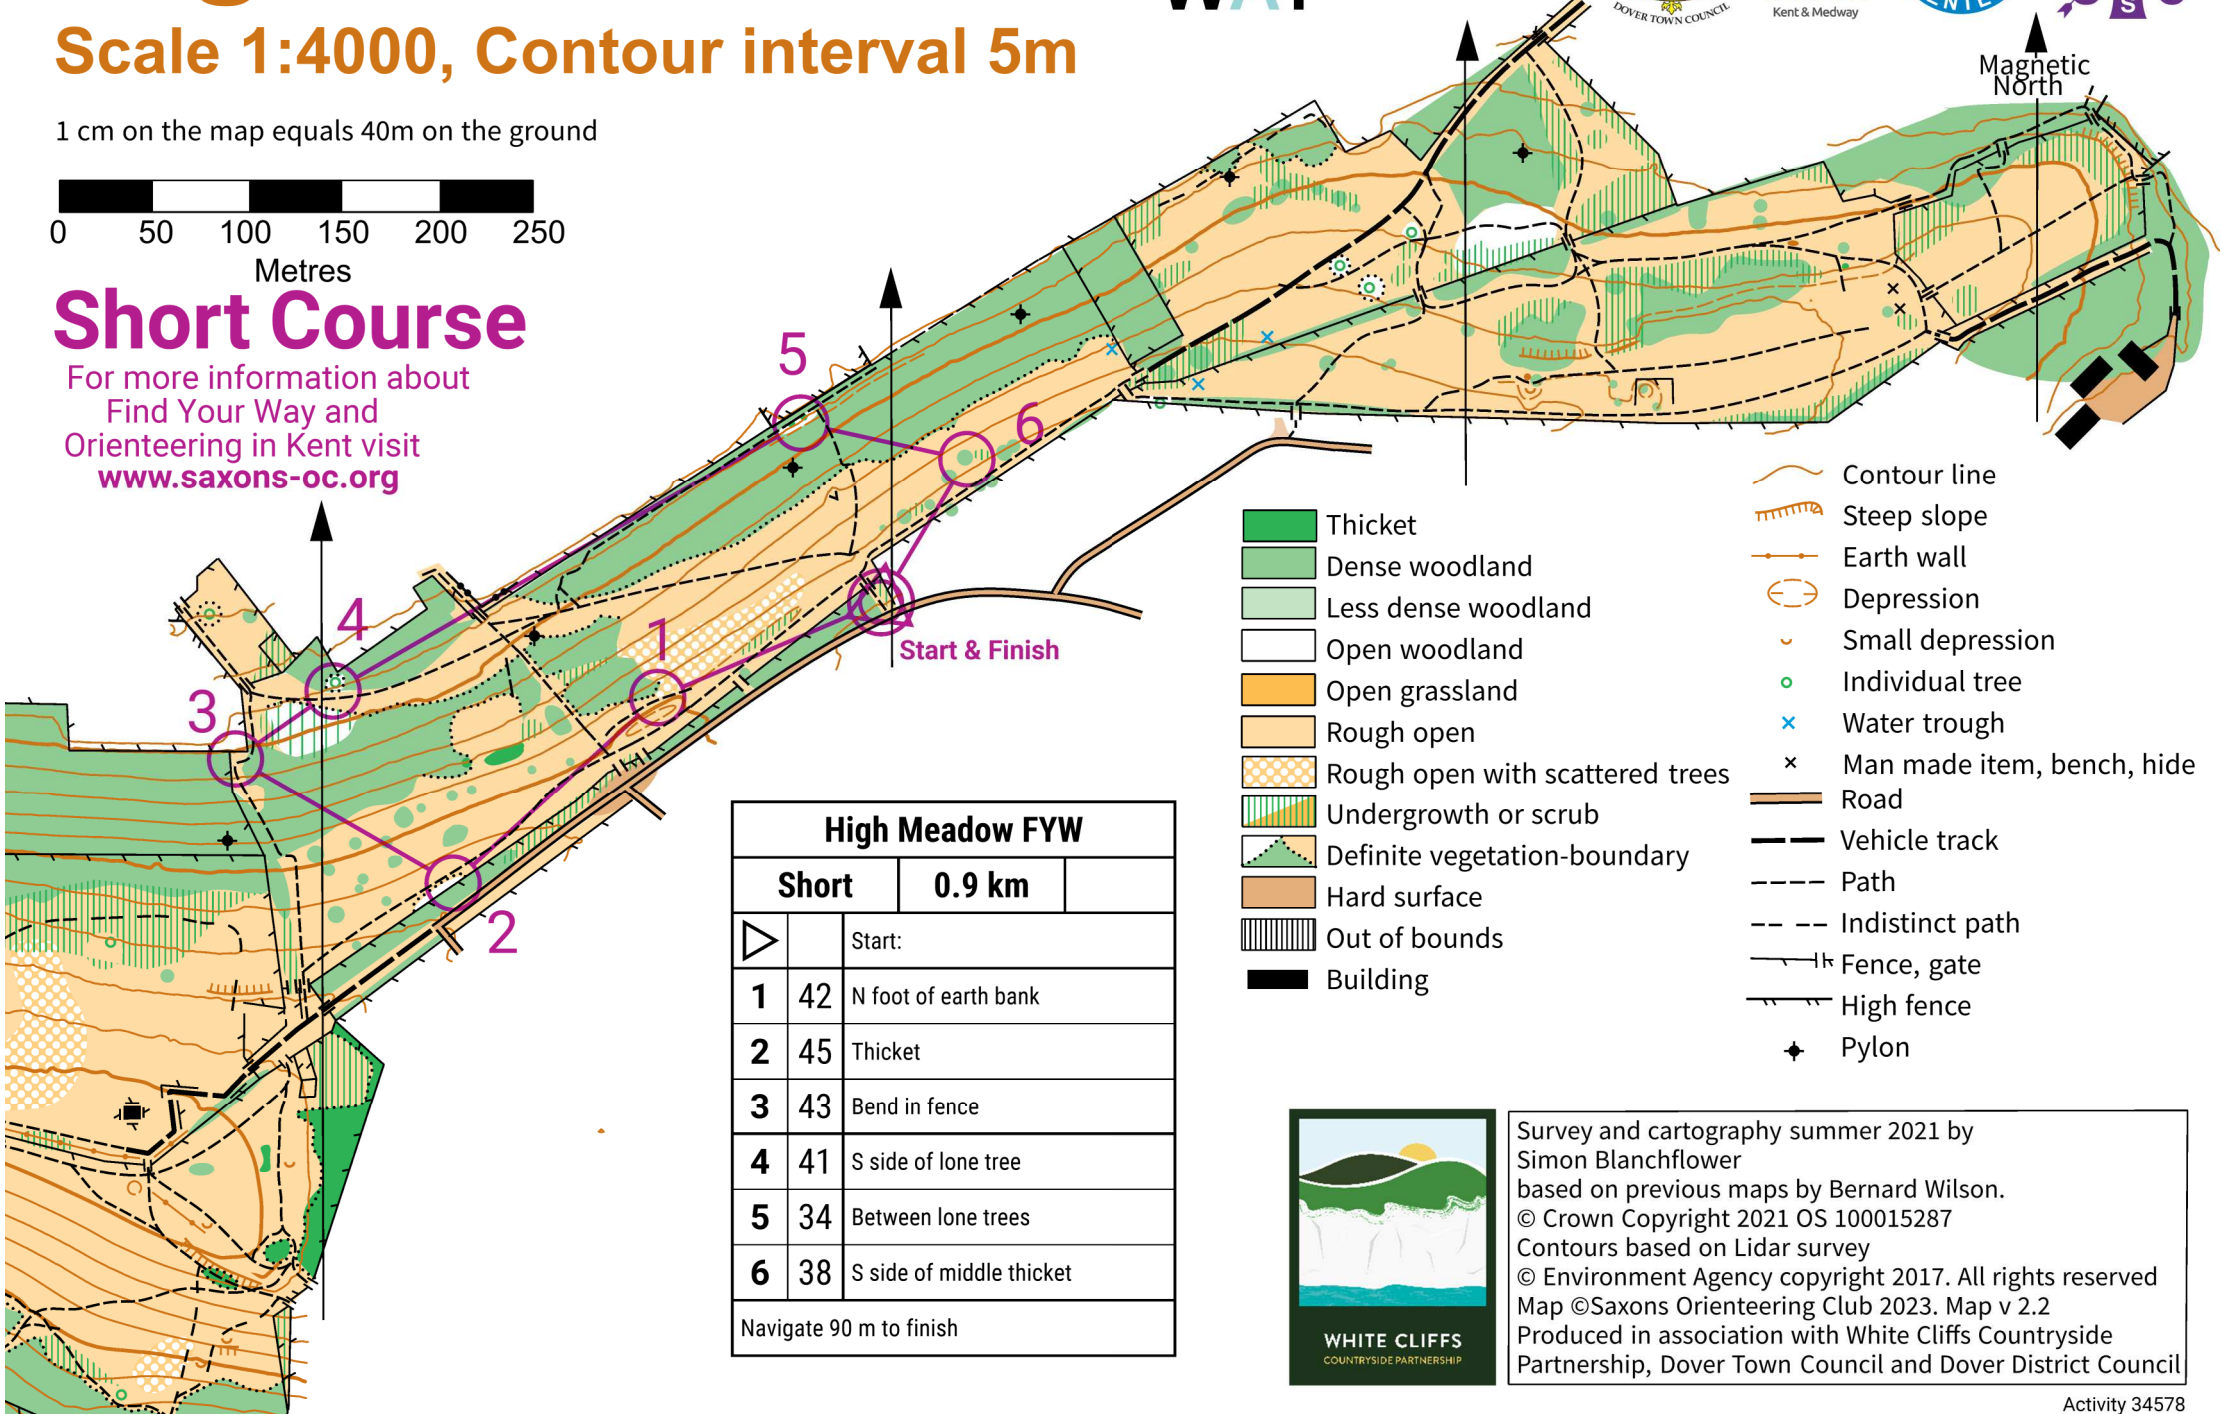 Scale 1:4000, Contour interval 5m
1 cm on the map equals 40m on the ground
0 50 100 150 200 250
Metres
Short Course
For more information about
Find Your Way and
Orienteering in Kent visit
www.saxons-oc.org
DOVER TOWN COUNCIL
Kent & Medway
S
Magnetic
North
5
6
4
1
3
2
Start & Finish
Thicket
Dense woodland
Less dense woodland
Open woodland
Open grassland
Rough open
Rough open with scattered trees
Undergrowth or scrub
Definite vegetation-boundary
Hard surface
Out of bounds
Building
Contour line
Steep slope
Earth wall
Depression
Small depression
Individual tree
Water trough
Man made item, bench, hide
Road
Vehicle track
Path
Indistinct path
Fence, gate
High fence
Pylon
High Meadow FYW
Short 0.9 km
Start:
1 42 N foot of earth bank
2 45 Thicket
3 43 Bend in fence
4 41 S side of lone tree
5 34 Between lone trees
6 38 S side of middle thicket
Navigate 90 m to finish
WHITE CLIFFS
COUNTRYSIDE PARTNERSHIP
Survey and cartography summer 2021 by
Simon Blanchflower
based on previous maps by Bernard Wilson.
© Crown Copyright 2021 OS 100015287
Contours based on Lidar survey
© Environment Agency copyright 2017. All rights reserved
Map ©Saxons Orienteering Club 2023. Map v 2.2
Produced in association with White Cliffs Countryside
Partnership, Dover Town Council and Dover District Council
Activity 34578